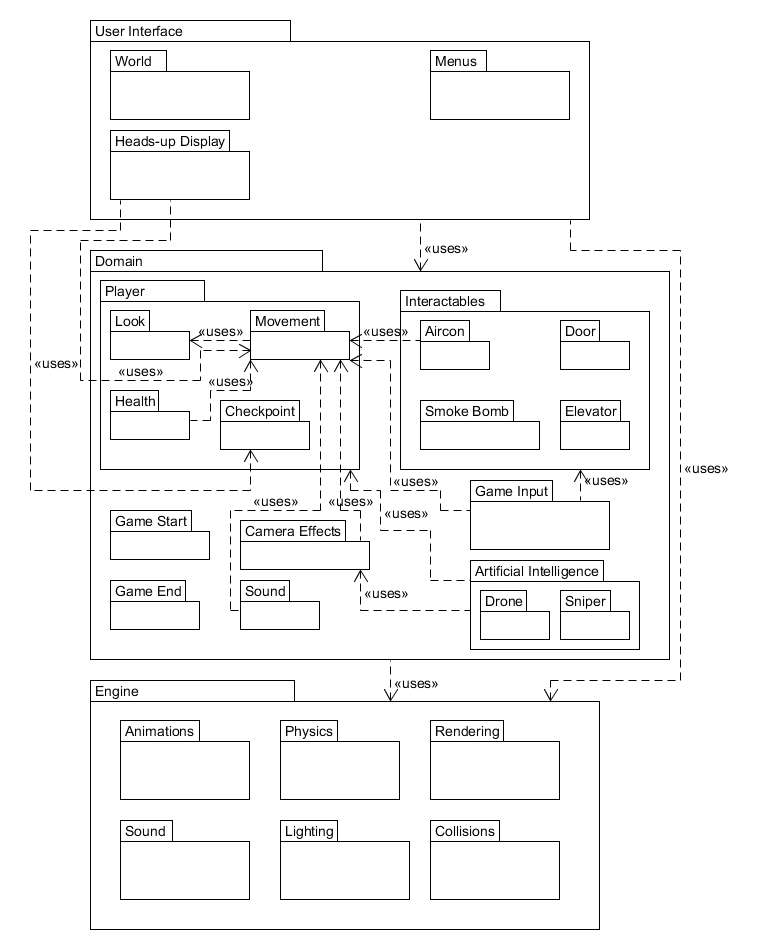 User Interface
World
Menus
Heads-up Display
«uses»
Domain
Player
Interactables
Look
«uses»
Movement
«uses»
Aircon
Door
«uses»
«uses»
«uses»
Health
Checkpoint
Smoke Bomb
Elevator
«uses»
«uses»
«uses»
Game Input
«uses»
«uses»
«uses»
Game Start
Camera Effects
Artificial Intelligence
Game End
Sound
«uses»
Drone
Sniper
«uses»
Engine
Animations
Physics
Rendering
Sound
Lighting
Collisions